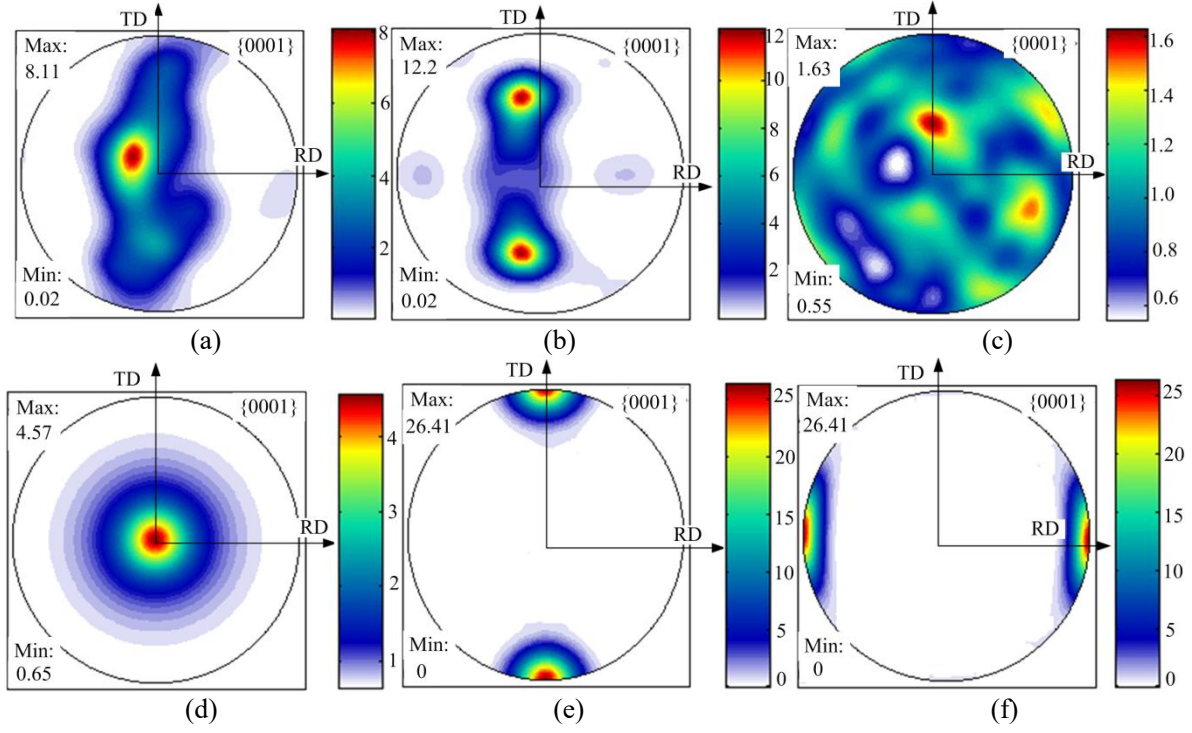 TD
Max:
8.11
{0001}
RD
Min:
0.02
8
6
4
2
(a)
TD
Max:
12.2
{0001}
RD
Min:
0.02
12
10
8
6
4
2
(b)
TD
Max:
1.63
{0001}
RD
Min:
0.55
1.6
1.4
1.2
1.0
0.8
0.6
(c)
TD
Max:
4.57
{0001}
RD
Min:
0.65
4
3
2
1
(d)
TD
Max:
26.41
{0001}
RD
Min:
0
25
20
15
10
5
0
(e)
TD
Max:
26.41
{0001}
RD
Min:
0
25
20
15
10
5
0
(f)